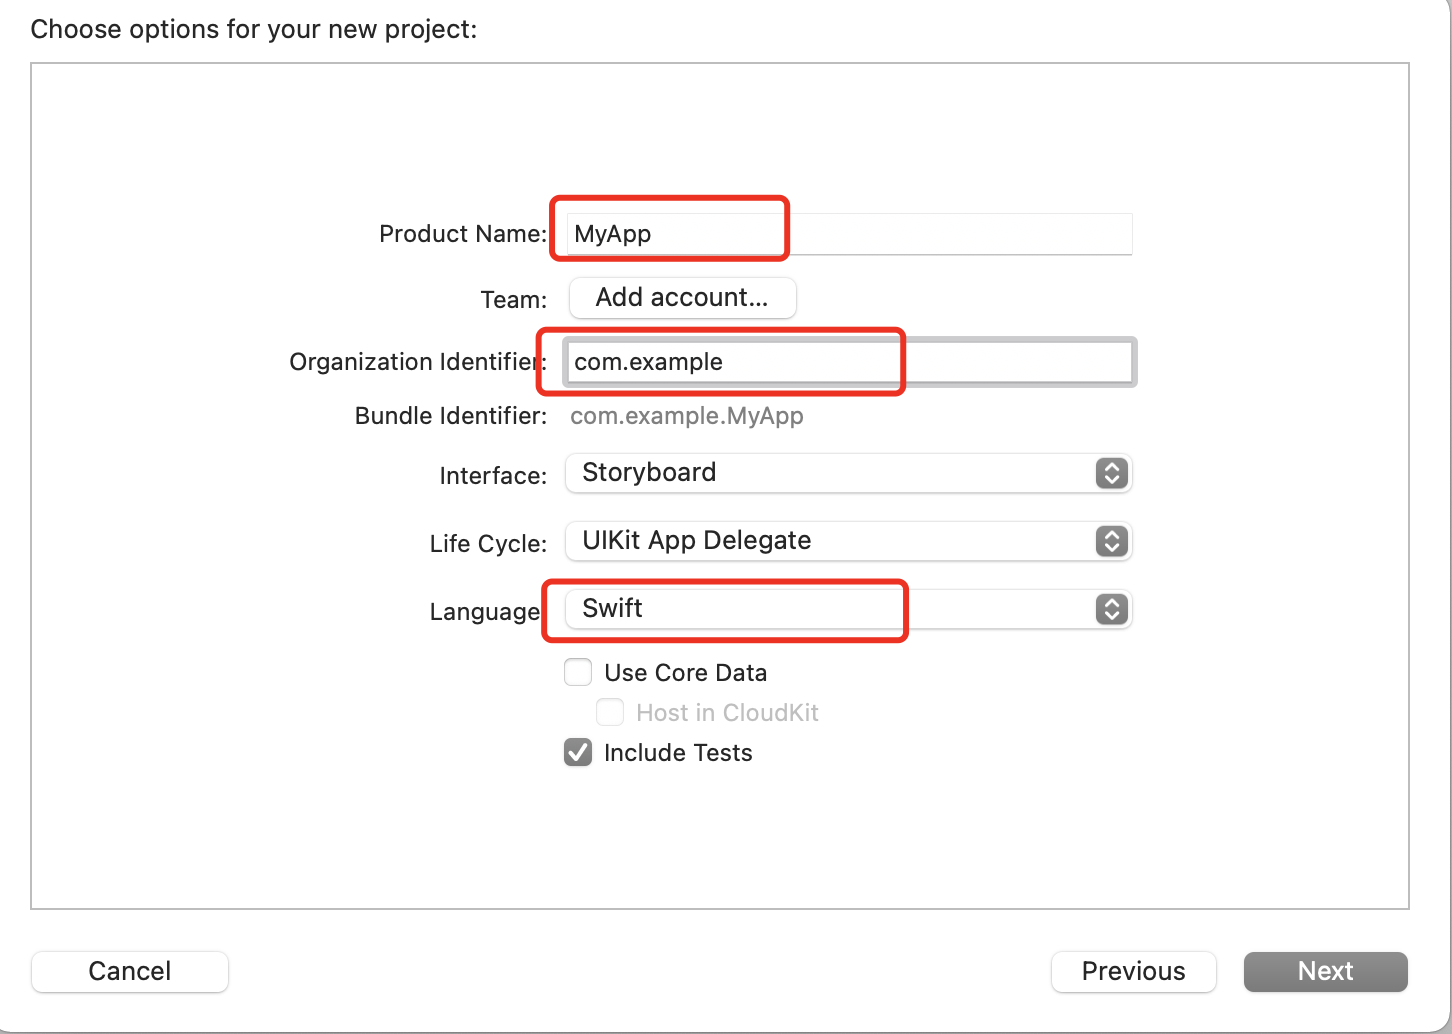 Choose options for your new project:
Product Name: MyApp
Team: Add account...
Organization Identifier: com.example
Bundle Identifier: com.example.MyApp
Interface: Storyboard
Life Cycle: UIKit App Delegate
Language Swift
Use Core Data
Host in CloudKit
Include Tests
Cancel Previous Next